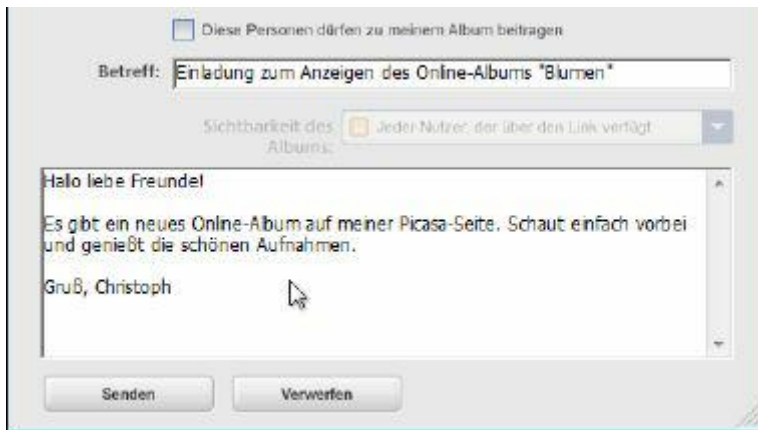 Diese Personen dürfen zu meinem Album beitragen
Betreff: Einladung zum Anzeigen des Online-Albums "Blumen"
Sichtbarkeit des Albums: Jeder Nutzer, der über den Link verfügt
Hallo liebe Freunde!
Es gibt ein neues Online-Album auf meiner Picasa-Seite. Schaut einfach vorbei
und genießt die schönen Aufnahmen.
Gruß, Christoph
Senden Verwerfen